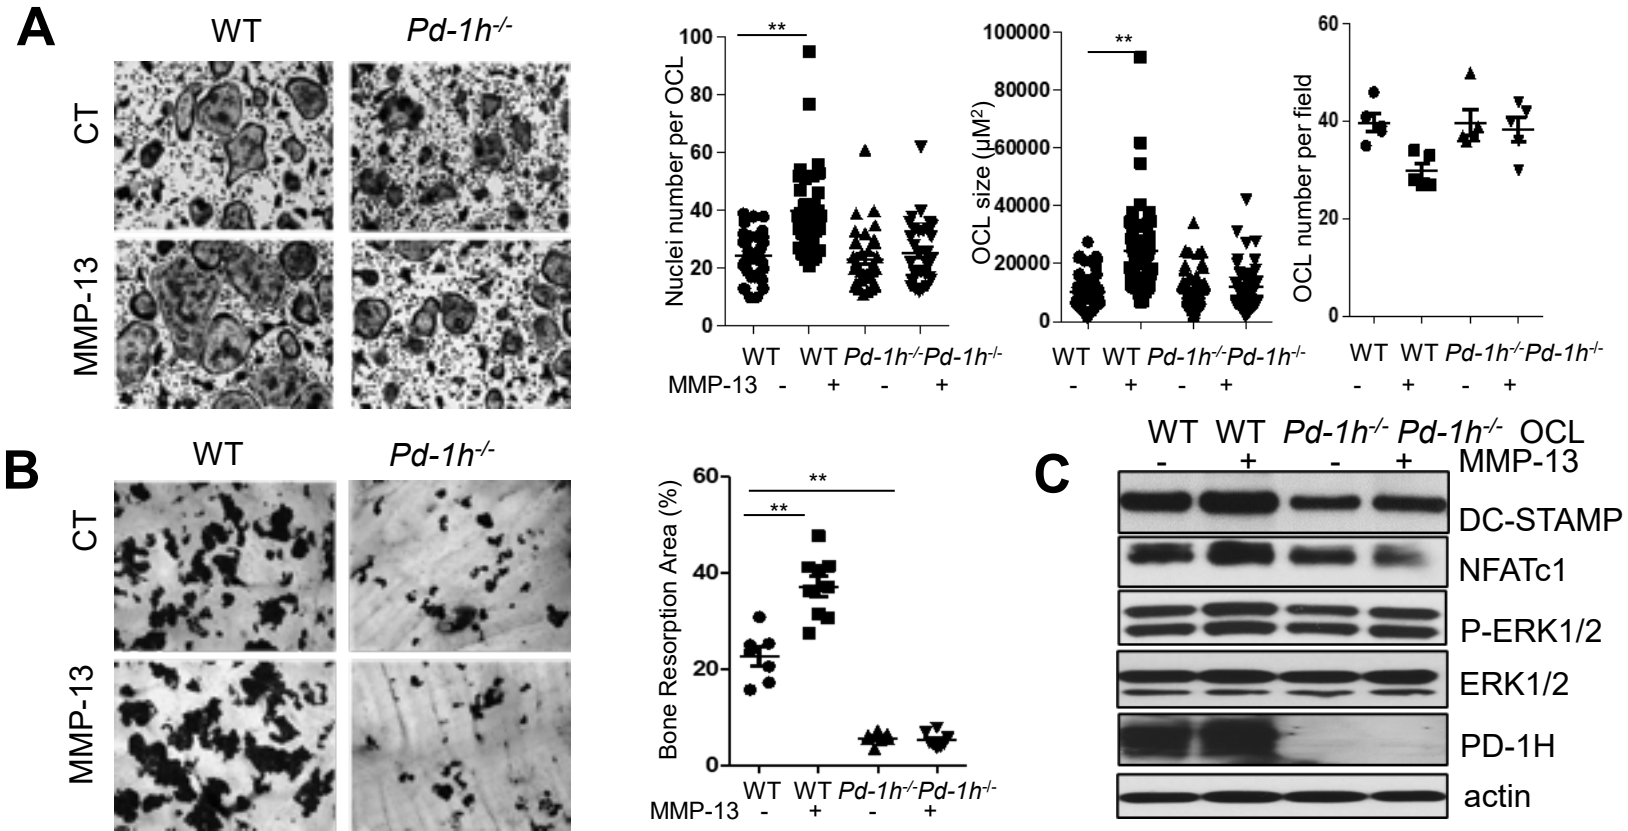 A
WT Pd-1h-/-
CT
MMP-13
Nuclei number per OCL
100
80
60
40
20
0
**
WT WT Pd-1h-/- Pd-1h-/-
MMP-13 - + - +
OCL size (µM2)
100000
80000
60000
40000
20000
0
**
WT WT Pd-1h-/- Pd-1h-/-
- + - +
OCL number per field
60
40
20
0
WT WT Pd-1h-/- Pd-1h-/-
- + - +
B
WT Pd-1h-/-
CT
MMP-13
Bone Resorption Area (%)
60
40
20
0
**
**
WT WT Pd-1h-/- Pd-1h-/-
MMP-13 - + - +
C
WT WT Pd-1h-/- Pd-1h-/- OCL
- + - + MMP-13
DC-STAMP
NFATc1
P-ERK1/2
ERK1/2
PD-1H
actin